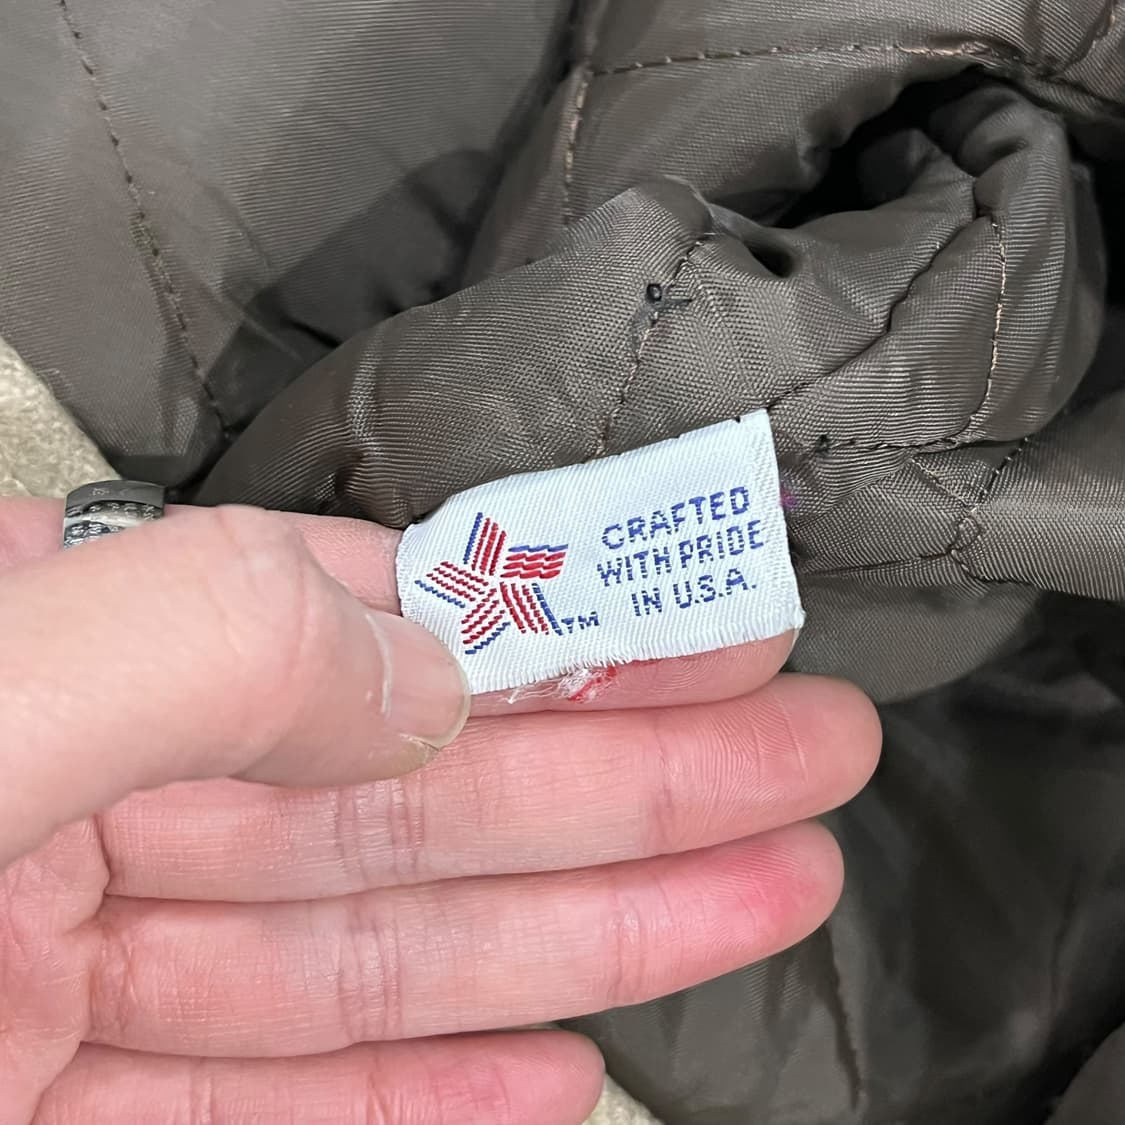 CRAFTED
WITH PRIDE
IN U.S.A.
TM